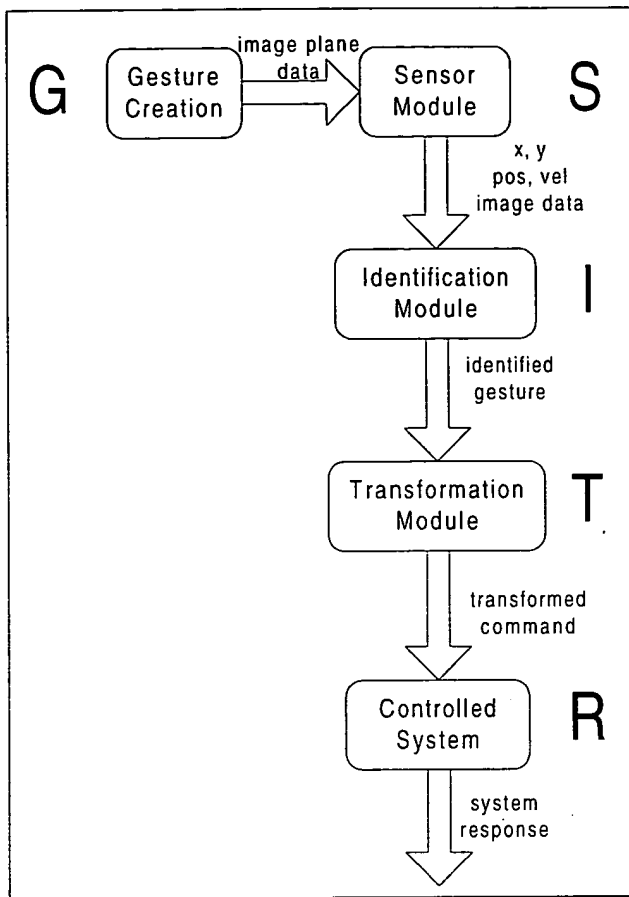 G
Gesture
Creation
image plane
data
Sensor
Module
S
x, y
pos, vel
image data
Identification
Module
I
identified
gesture
Transformation
Module
T
transformed
command
Controlled
System
R
system
response